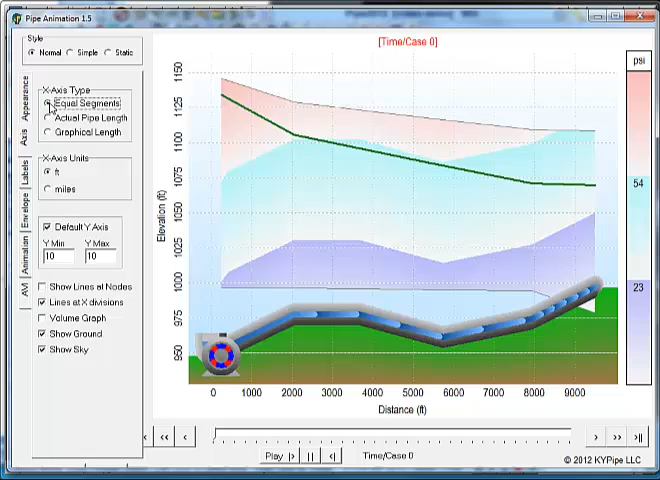 Pipe Animation 1.5
Style
Normal Simple Static
[Time/Case 0]
psi
Appearance
Axis
Labels
Envelope
Animation
AVI
X-Axis Type
Equal Segments
Actual Pipe Length
Graphical Length
X-Axis Units
ft
miles
Default Y Axis
Y Min Y Max
10 10
Show Lines at Nodes
Lines at X divisions
Volume Graph
Show Ground
Show Sky
Elevation (ft)
1150
1125
1100
1075
1050
1025
1000
975
950
54
23
0 1000 2000 3000 4000 5000 6000 7000 8000 9000
Distance (ft)
<< < > >> >||
Play |> || <|
Time/Case 0
© 2012 KYPipe LLC